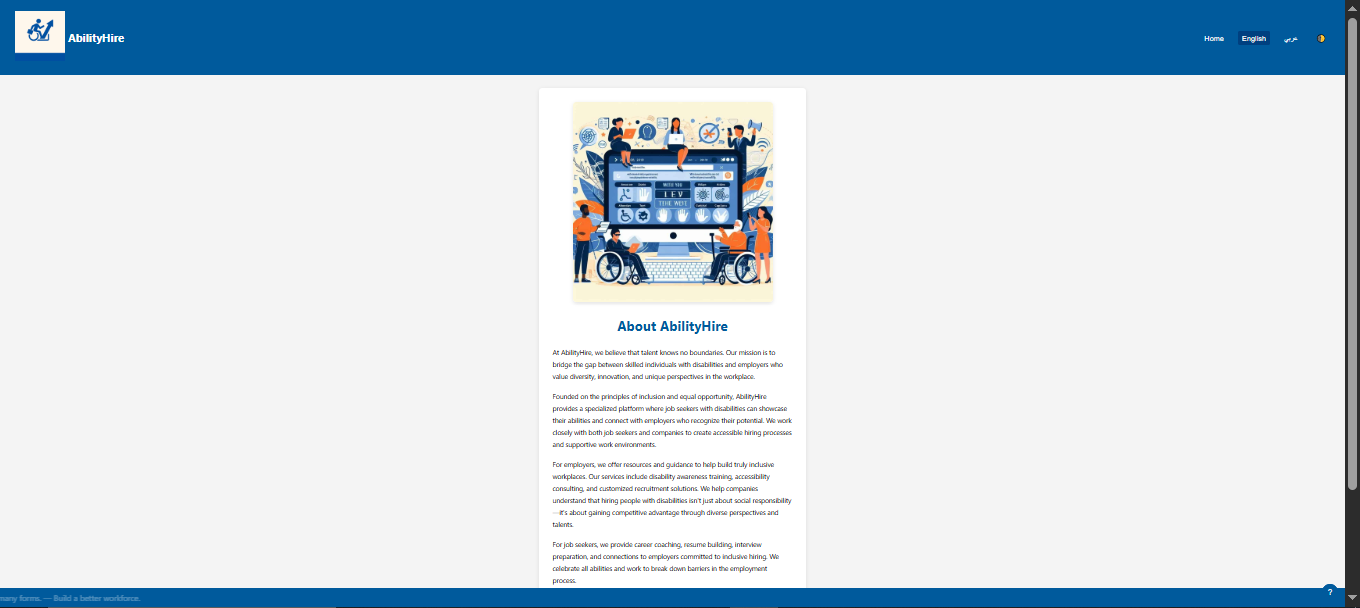 AbilityHire
Home English عربي
WITH YOU
LEV
About AbilityHire
At AbilityHire, we believe that talent knows no boundaries. Our mission is to
bridge the gap between skilled individuals with disabilities and employers who
value diversity, innovation, and unique perspectives in the workplace.
Founded on the principles of inclusion and equal opportunity, AbilityHire
provides a specialized platform where job seekers with disabilities can showcase
their abilities and connect with employers who recognize their potential. We work
closely with both job seekers and companies to create accessible hiring processes
and supportive work environments.
For employers, we offer resources and guidance to help build truly inclusive
workplaces. Our services include disability awareness training, accessibility
consulting, and customized recruitment solutions. We help companies
understand that hiring people with disabilities isn't just about social responsibility
—it's about gaining competitive advantage through diverse perspectives and
talents.
For job seekers, we provide career coaching, resume building, interview
preparation, and connections to employers committed to inclusive hiring. We
celebrate all abilities and work to break down barriers in the employment
process.
many forms. — Build a better workforce.
?